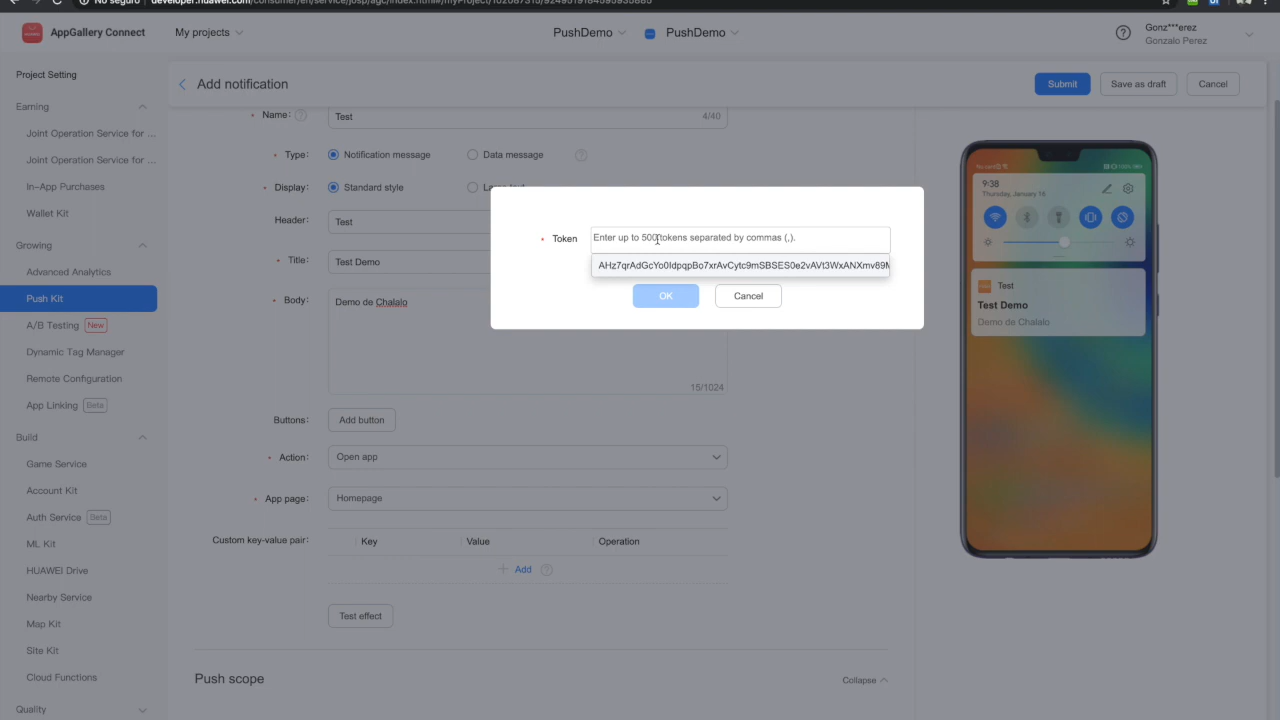 No seguro
AppGallery Connect
My projects
PushDemo
PushDemo
Gonz***erez
Gonzalo Perez
Project Setting
Add notification
Submit
Save as draft
Cancel
Earning
Joint Operation Service for ...
Joint Operation Service for ...
In-App Purchases
Wallet Kit
Growing
Advanced Analytics
Push Kit
A/B Testing New
Dynamic Tag Manager
Remote Configuration
App Linking Beta
Build
Game Service
Account Kit
Auth Service Beta
ML Kit
HUAWEI Drive
Nearby Service
Map Kit
Site Kit
Cloud Functions
Quality
* Name:
Test
4/40
* Type:
Notification message
Data message
* Display:
Standard style
Header:
Test
* Title:
Test Demo
* Body:
Demo de Chalalo
15/1024
Buttons:
Add button
* Action:
Open app
* App page:
Homepage
Custom key-value pair:
Key
Value
Operation
Add
Test effect
Push scope
Collapse
* Token
Enter up to 500 tokens separated by commas (,).
OK
Cancel
9:38
Thursday, January 16
Test
Test Demo
Demo de Chalalo